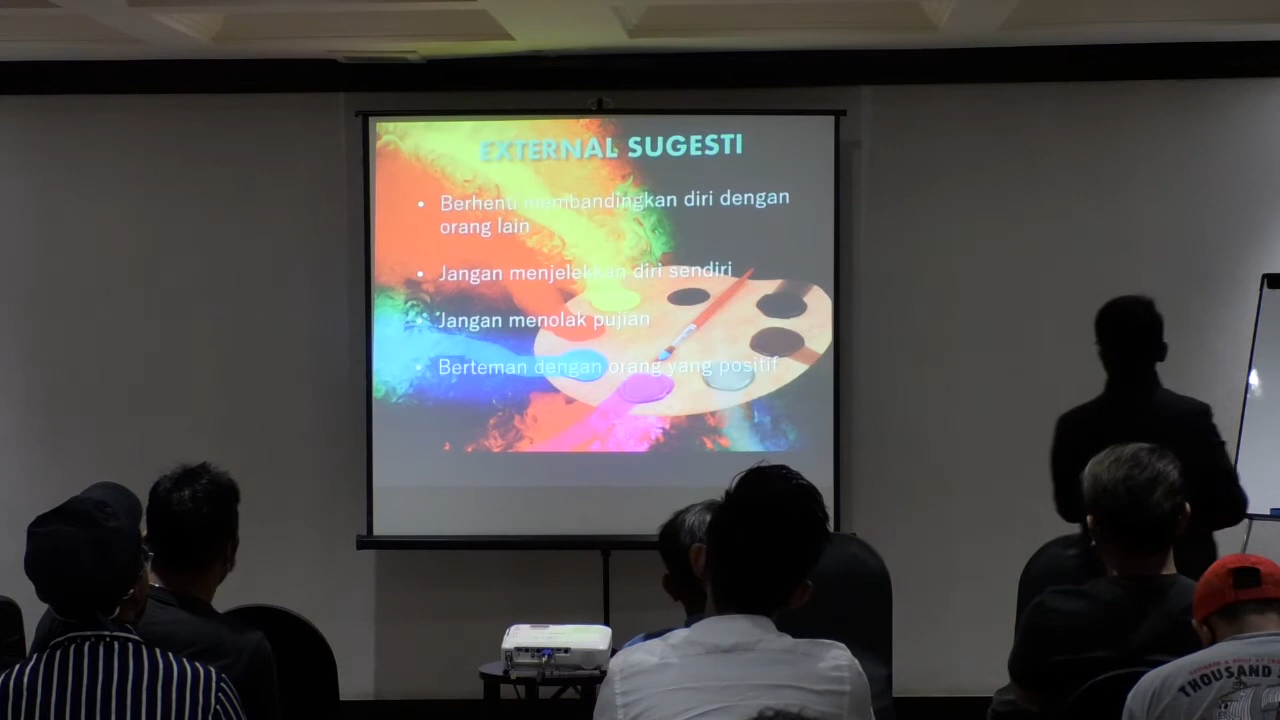 EXTERNAL SUGESTI
• Berhenti membandingkan diri dengan
orang lain
• Jangan menjelekkan diri sendiri
• Jangan menolak pujian
• Berteman dengan orang yang positif
THOUSAND